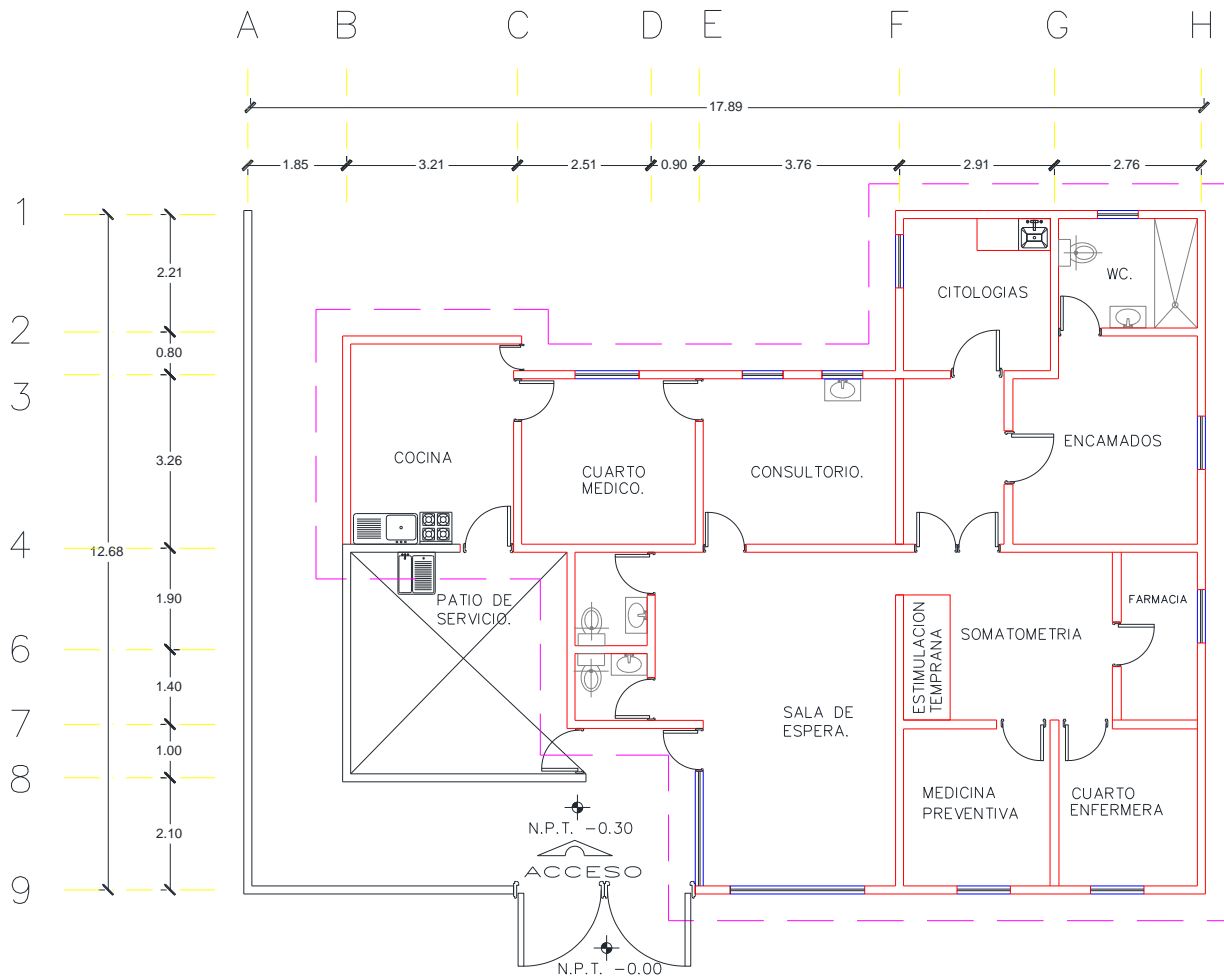 A B C D E F G H
17.89
1.85 3.21 2.51 0.90 3.76 2.91 2.76
1
2.21
2
0.80
3
3.26
4
12.68
1.90
6
1.40
7
1.00
8
2.10
9
CITOLOGIAS
WC.
COCINA
CUARTO
MEDICO.
CONSULTORIO.
ENCAMADOS
PATIO DE
SERVICIO.
ESTIMULACION
TEMPRANA
SOMATOMETRIA
FARMACIA
SALA DE
ESPERA.
MEDICINA
PREVENTIVA
CUARTO
ENFERMERA
N.P.T. -0.30
ACCESO
N.P.T. -0.00